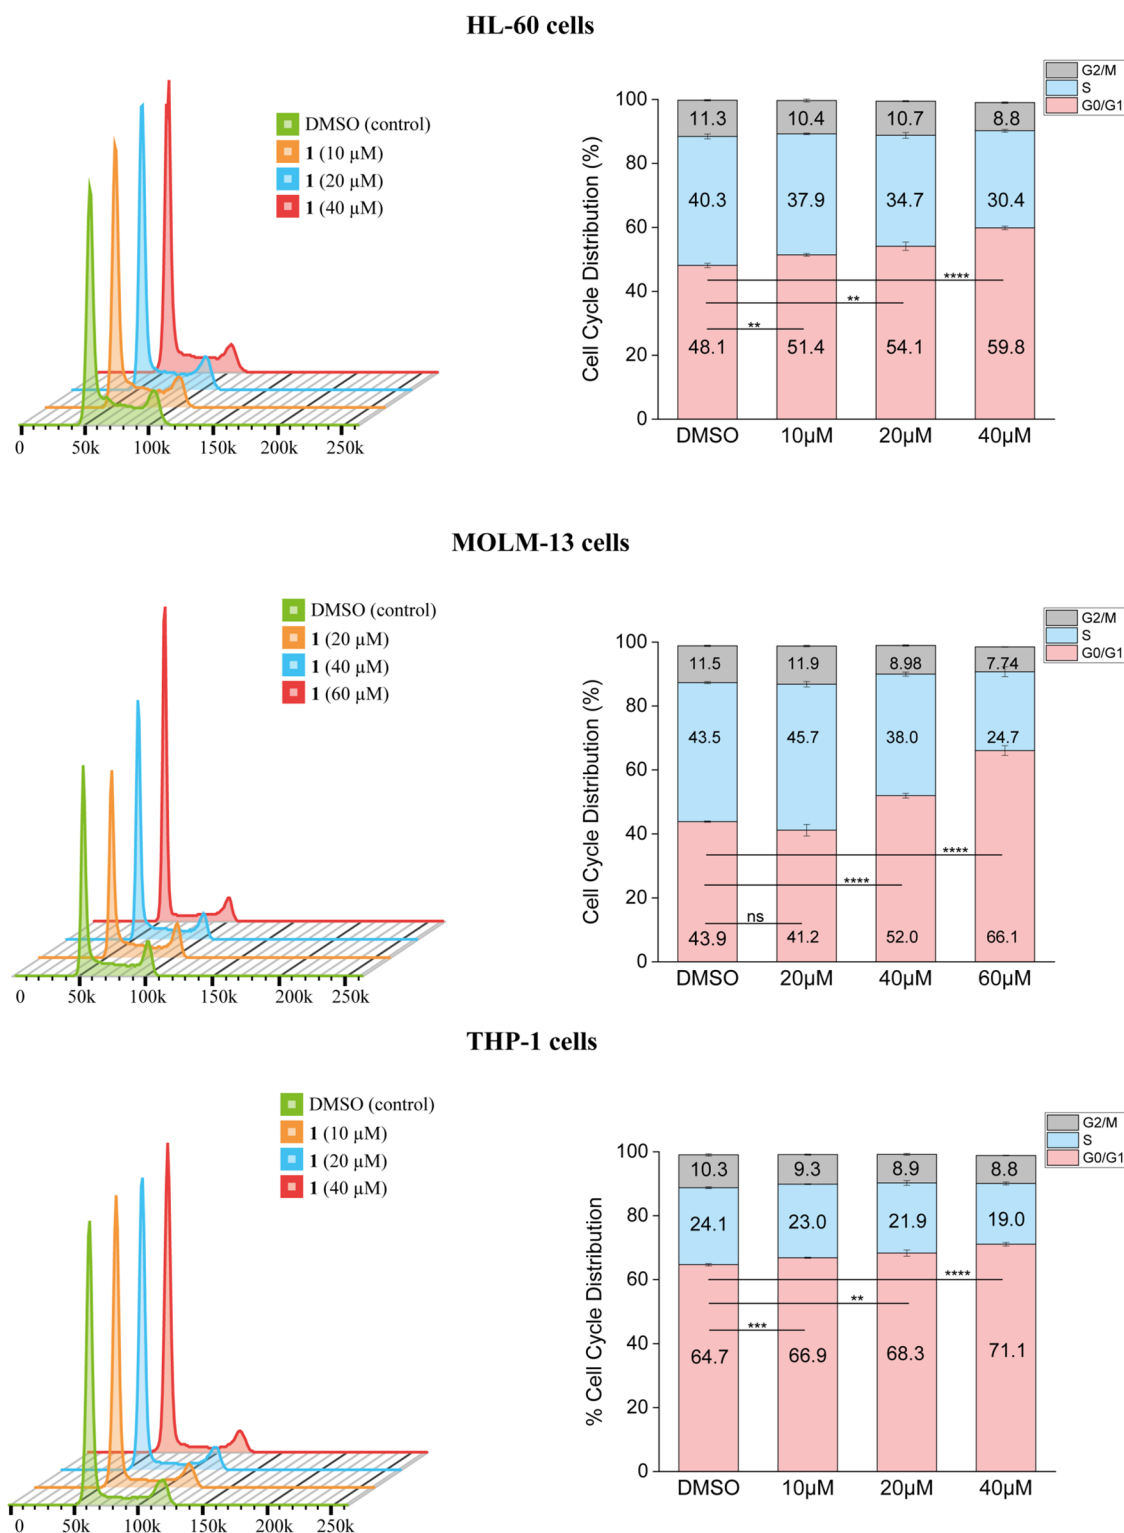 HL-60 cells
DMSO (control)
1 (10 µM)
1 (20 µM)
1 (40 µM)
0 50k 100k 150k 200k 250k
G2/M
S
G0/G1
Cell Cycle Distribution (%)
100
80
60
40
20
0
11.3 10.4 10.7 8.8
40.3 37.9 34.7 30.4
****
**
**
48.1 51.4 54.1 59.8
DMSO 10µM 20µM 40µM
MOLM-13 cells
DMSO (control)
1 (20 µM)
1 (40 µM)
1 (60 µM)
0 50k 100k 150k 200k 250k
G2/M
S
G0/G1
Cell Cycle Distribution (%)
100
80
60
40
20
0
11.5 11.9 8.98 7.74
43.5 45.7 38.0 24.7
****
****
ns
43.9 41.2 52.0 66.1
DMSO 20µM 40µM 60µM
THP-1 cells
DMSO (control)
1 (10 µM)
1 (20 µM)
1 (40 µM)
0 50k 100k 150k 200k 250k
G2/M
S
G0/G1
% Cell Cycle Distribution
100
80
60
40
20
0
10.3 9.3 8.9 8.8
24.1 23.0 21.9 19.0
****
**
***
64.7 66.9 68.3 71.1
DMSO 10µM 20µM 40µM